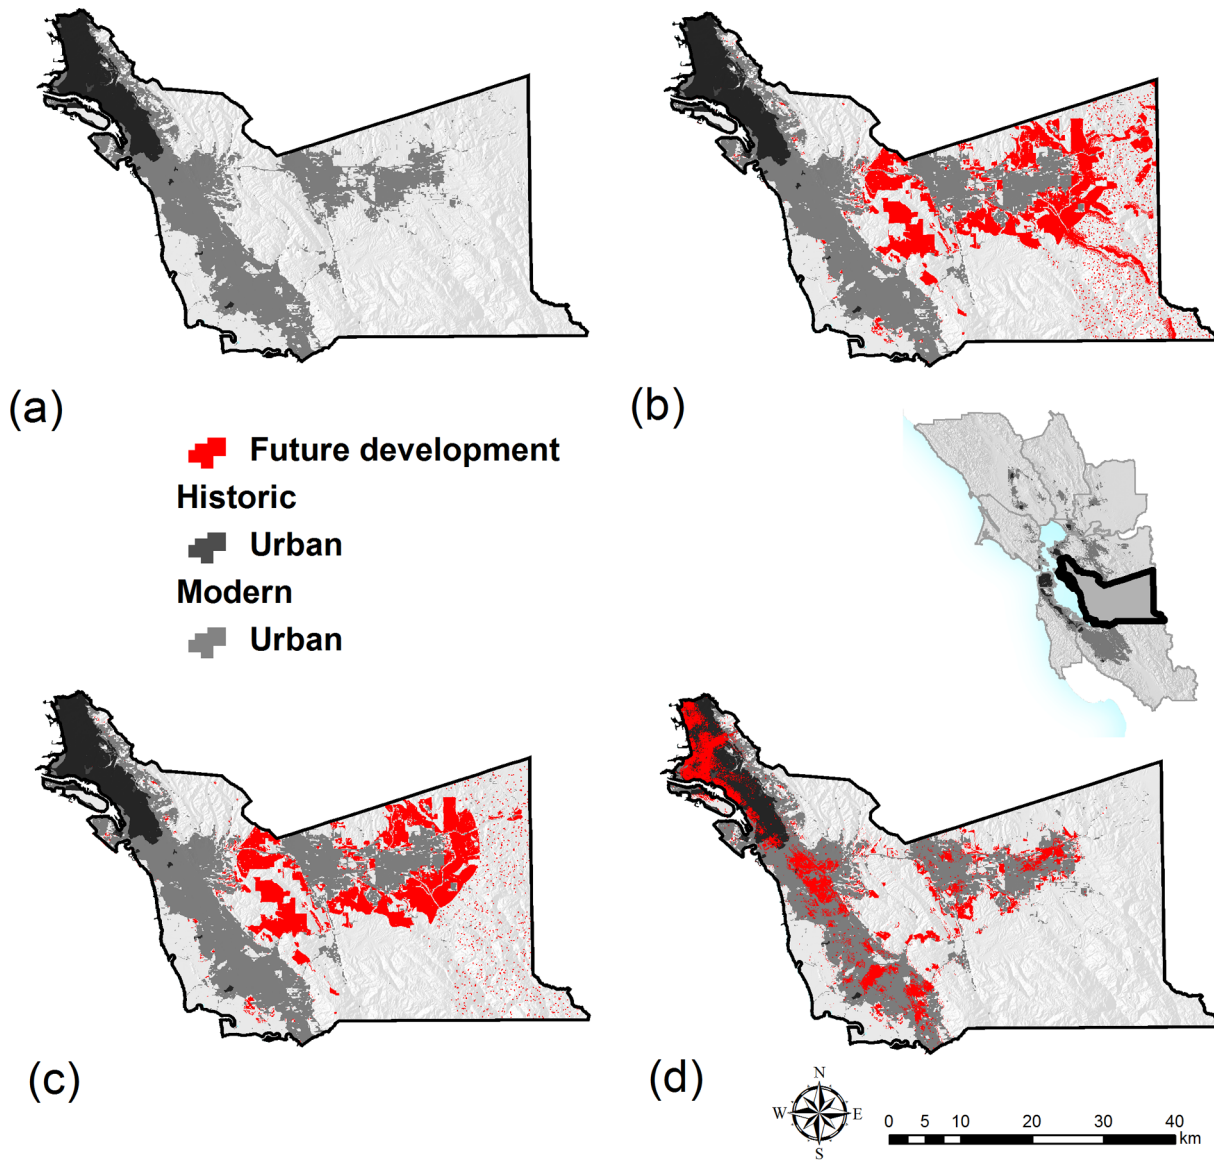 (a)
(b)
Future development
Historic
Urban
Modern
Urban
(c)
(d)
N
W E
S
0 5 10 20 30 40
km